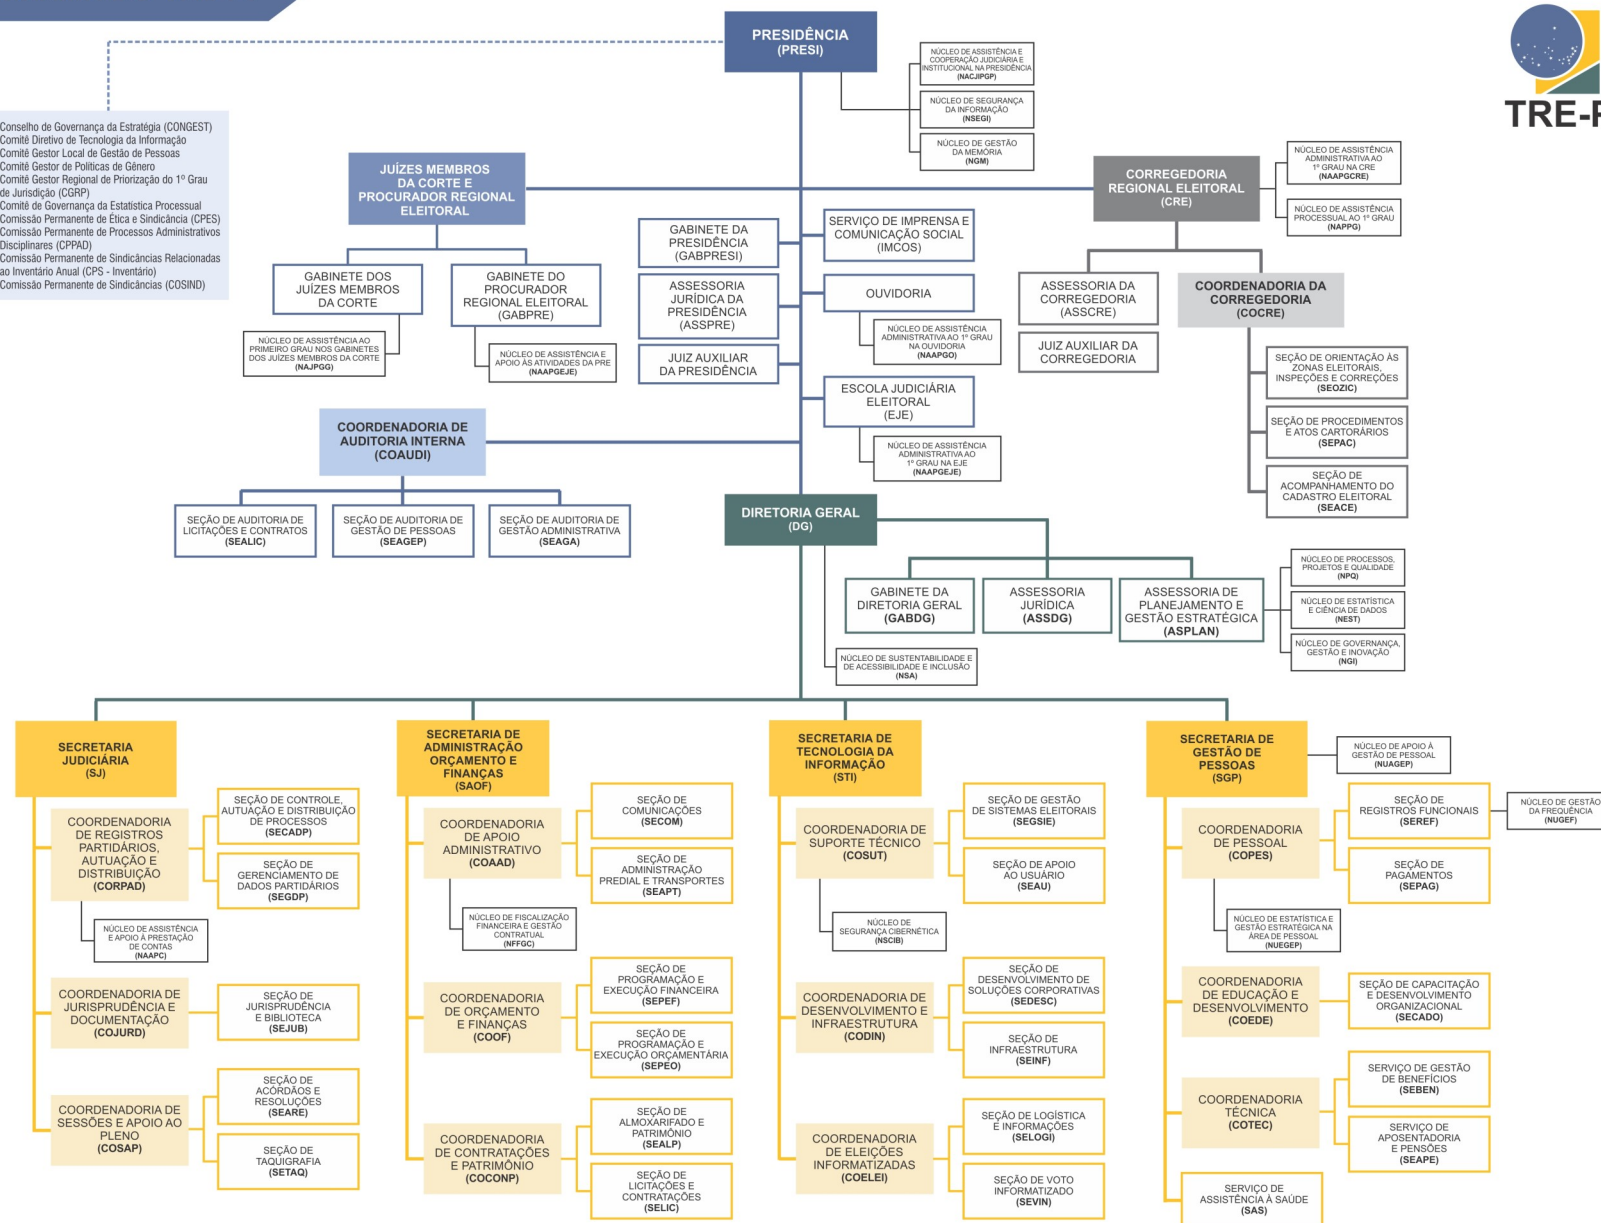 PRESIDÊNCIA
(PRESI)
NÚCLEO DE ASSISTÊNCIA E
COOPERAÇÃO JUDICIÁRIA E
INSTITUCIONAL NA PRESIDÊNCIA
(NACJIPGP)
NÚCLEO DE SEGURANÇA
DA INFORMAÇÃO
(NSEGI)
NÚCLEO DE GESTÃO
DA MEMÓRIA
(NGM)
TRE-P
Conselho de Governança da Estratégia (CONGEST)
Comitê Diretivo de Tecnologia da Informação
Comitê Gestor Local de Gestão de Pessoas
Comitê Gestor de Políticas de Gênero
Comitê Gestor Regional de Priorização do 1º Grau
de Jurisdição (CGRP)
Comitê de Governança da Estatística Processual
Comissão Permanente de Ética e Sindicância (CPES)
Comissão Permanente de Processos Administrativos
Disciplinares (CPPAD)
Comissão Permanente de Sindicâncias Relacionadas
ao Inventário Anual (CPS - Inventário)
Comissão Permanente de Sindicâncias (COSIND)
JUÍZES MEMBROS
DA CORTE E
PROCURADOR REGIONAL
ELEITORAL
GABINETE DOS
JUÍZES MEMBROS
DA CORTE
NÚCLEO DE ASSISTÊNCIA AO
PRIMEIRO GRAU NOS GABINETES
DOS JUÍZES MEMBROS DA CORTE
(NAJPGG)
GABINETE DO
PROCURADOR
REGIONAL ELEITORAL
(GABPRE)
NÚCLEO DE ASSISTÊNCIA E
APOIO ÀS ATIVIDADES DA PRE
(NAAPGEJE)
GABINETE DA
PRESIDÊNCIA
(GABPRESI)
ASSESSORIA
JURÍDICA DA
PRESIDÊNCIA
(ASSPRE)
JUIZ AUXILIAR
DA PRESIDÊNCIA
SERVIÇO DE IMPRENSA E
COMUNICAÇÃO SOCIAL
(IMCOS)
OUVIDORIA
NÚCLEO DE ASSISTÊNCIA
ADMINISTRATIVA AO 1º GRAU
NA OUVIDORIA
(NAAPGO)
ESCOLA JUDICIÁRIA
ELEITORAL
(EJE)
NÚCLEO DE ASSISTÊNCIA
ADMINISTRATIVA AO
1º GRAU NA EJE
(NAAPGEJE)
CORREGEDORIA
REGIONAL ELEITORAL
(CRE)
NÚCLEO DE ASSISTÊNCIA
ADMINISTRATIVA AO
1º GRAU NA CRE
(NAAPGCRE)
NÚCLEO DE ASSISTÊNCIA
PROCESSUAL AO 1º GRAU
(NAPPG)
ASSESSORIA DA
CORREGEDORIA
(ASSCRE)
JUIZ AUXILIAR DA
CORREGEDORIA
COORDENADORIA DA
CORREGEDORIA
(COCRE)
SEÇÃO DE ORIENTAÇÃO ÀS
ZONAS ELEITORAIS,
INSPEÇÕES E CORREÇÕES
(SEOZIC)
SEÇÃO DE PROCEDIMENTOS
E ATOS CARTORÁRIOS
(SEPAC)
SEÇÃO DE
ACOMPANHAMENTO DO
CADASTRO ELEITORAL
(SEACE)
COORDENADORIA DE
AUDITORIA INTERNA
(COAUDI)
SEÇÃO DE AUDITORIA DE
LICITAÇÕES E CONTRATOS
(SEALIC)
SEÇÃO DE AUDITORIA DE
GESTÃO DE PESSOAS
(SEAGEP)
SEÇÃO DE AUDITORIA DE
GESTÃO ADMINISTRATIVA
(SEAGA)
DIRETORIA GERAL
(DG)
GABINETE DA
DIRETORIA GERAL
(GABDG)
ASSESSORIA
JURÍDICA
(ASSDG)
ASSESSORIA DE
PLANEJAMENTO E
GESTÃO ESTRATÉGICA
(ASPLAN)
NÚCLEO DE PROCESSOS,
PROJETOS E QUALIDADE
(NPQ)
NÚCLEO DE ESTATÍSTICA
E CIÊNCIA DE DADOS
(NEST)
NÚCLEO DE GOVERNANÇA,
GESTÃO E INOVAÇÃO
(NGI)
NÚCLEO DE SUSTENTABILIDADE E
DE ACESSIBILIDADE E INCLUSÃO
(NSA)
SECRETARIA
JUDICIÁRIA
(SJ)
COORDENADORIA
DE REGISTROS
PARTIDÁRIOS,
AUTUAÇÃO E
DISTRIBUIÇÃO
(CORPAD)
SEÇÃO DE CONTROLE,
AUTUAÇÃO E DISTRIBUIÇÃO
DE PROCESSOS
(SECADP)
SEÇÃO DE
GERENCIAMENTO DE
DADOS PARTIDÁRIOS
(SEGDP)
NÚCLEO DE ASSISTÊNCIA
E APOIO À PRESTAÇÃO
DE CONTAS
(NAAPC)
COORDENADORIA DE
JURISPRUDÊNCIA E
DOCUMENTAÇÃO
(COJURD)
SEÇÃO DE
JURISPRUDÊNCIA
E BIBLIOTECA
(SEJUB)
COORDENADORIA DE
SESSÕES E APOIO AO
PLENO
(COSAP)
SEÇÃO DE
ACÓRDÃOS E
RESOLUÇÕES
(SEARE)
SEÇÃO DE
TAQUIGRAFIA
(SETAQ)
SECRETARIA DE
ADMINISTRAÇÃO
ORÇAMENTO E
FINANÇAS
(SAOF)
COORDENADORIA
DE APOIO
ADMINISTRATIVO
(COAAD)
SEÇÃO DE
COMUNICAÇÕES
(SECOM)
SEÇÃO DE
ADMINISTRAÇÃO
PREDIAL E TRANSPORTES
(SEAPT)
NÚCLEO DE FISCALIZAÇÃO
FINANCEIRA E GESTÃO
CONTRATUAL
(NFFGC)
COORDENADORIA
DE ORÇAMENTO
E FINANÇAS
(COOF)
SEÇÃO DE
PROGRAMAÇÃO E
EXECUÇÃO FINANCEIRA
(SEPEF)
SEÇÃO DE
PROGRAMAÇÃO E
EXECUÇÃO ORÇAMENTÁRIA
(SEPEO)
COORDENADORIA
DE CONTRATAÇÕES
E PATRIMÔNIO
(COCONP)
SEÇÃO DE
ALMOXARIFADO E
PATRIMÔNIO
(SEALP)
SEÇÃO DE
LICITAÇÕES E
CONTRATAÇÕES
(SELIC)
SECRETARIA DE
TECNOLOGIA DA
INFORMAÇÃO
(STI)
COORDENADORIA DE
SUPORTE TÉCNICO
(COSUT)
SEÇÃO DE GESTÃO
DE SISTEMAS ELEITORAIS
(SEGSIE)
SEÇÃO DE APOIO
AO USUÁRIO
(SEAU)
NÚCLEO DE
SEGURANÇA CIBERNÉTICA
(NSCIB)
COORDENADORIA DE
DESENVOLVIMENTO E
INFRAESTRUTURA
(CODIN)
SEÇÃO DE
DESENVOLVIMENTO DE
SOLUÇÕES CORPORATIVAS
(SEDESC)
SEÇÃO DE
INFRAESTRUTURA
(SEINF)
COORDENADORIA
DE ELEIÇÕES
INFORMATIZADAS
(COELEI)
SEÇÃO DE LOGÍSTICA
E INFORMAÇÕES
(SELOGI)
SEÇÃO DE VOTO
INFORMATIZADO
(SEVIN)
SECRETARIA DE
GESTÃO DE
PESSOAS
(SGP)
NÚCLEO DE APOIO À
GESTÃO DE PESSOAL
(NUAGEP)
COORDENADORIA
DE PESSOAL
(COPES)
SEÇÃO DE
REGISTROS FUNCIONAIS
(SEREF)
NÚCLEO DE GESTÃO
DA FREQUÊNCIA
(NUGEF)
SEÇÃO DE
PAGAMENTOS
(SEPAG)
NÚCLEO DE ESTATÍSTICA E
GESTÃO ESTRATÉGICA NA
ÁREA DE PESSOAL
(NUEGEP)
COORDENADORIA
DE EDUCAÇÃO E
DESENVOLVIMENTO
(COEDE)
SEÇÃO DE CAPACITAÇÃO
E DESENVOLVIMENTO
ORGANIZACIONAL
(SECADO)
COORDENADORIA
TÉCNICA
(COTEC)
SERVIÇO DE GESTÃO
DE BENEFÍCIOS
(SEBEN)
SERVIÇO DE
APOSENTADORIA
E PENSÕES
(SEAPE)
SERVIÇO DE
ASSISTÊNCIA À SAÚDE
(SAS)